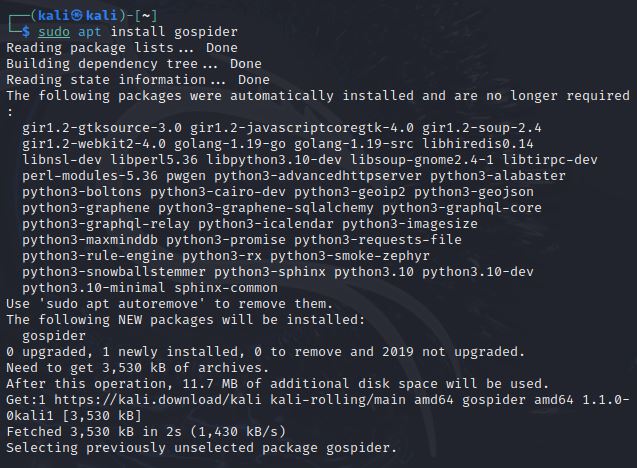 ┌──(kali㉿kali)-[~]
└─$ sudo apt install gospider
Reading package lists... Done
Building dependency tree... Done
Reading state information... Done
The following packages were automatically installed and are no longer required
:
  gir1.2-gtksource-3.0 gir1.2-javascriptcoregtk-4.0 gir1.2-soup-2.4
  gir1.2-webkit2-4.0 golang-1.19-go golang-1.19-src libhiredis0.14
  libnsl-dev libperl5.36 libpython3.10-dev libsoup-gnome2.4-1 libtirpc-dev
  perl-modules-5.36 pwgen python3-advancedhttpserver python3-alabaster
  python3-boltons python3-cairo-dev python3-geoip2 python3-geojson
  python3-graphene python3-graphene-sqlalchemy python3-graphql-core
  python3-graphql-relay python3-icalendar python3-imagesize
  python3-maxminddb python3-promise python3-requests-file
  python3-rule-engine python3-rx python3-smoke-zephyr
  python3-snowballstemmer python3-sphinx python3.10 python3.10-dev
  python3.10-minimal sphinx-common
Use 'sudo apt autoremove' to remove them.
The following NEW packages will be installed:
  gospider
0 upgraded, 1 newly installed, 0 to remove and 2019 not upgraded.
Need to get 3,530 kB of archives.
After this operation, 11.7 MB of additional disk space will be used.
Get:1 https://kali.download/kali kali-rolling/main amd64 gospider amd64 1.1.0-
0kali1 [3,530 kB]
Fetched 3,530 kB in 2s (1,430 kB/s)
Selecting previously unselected package gospider.